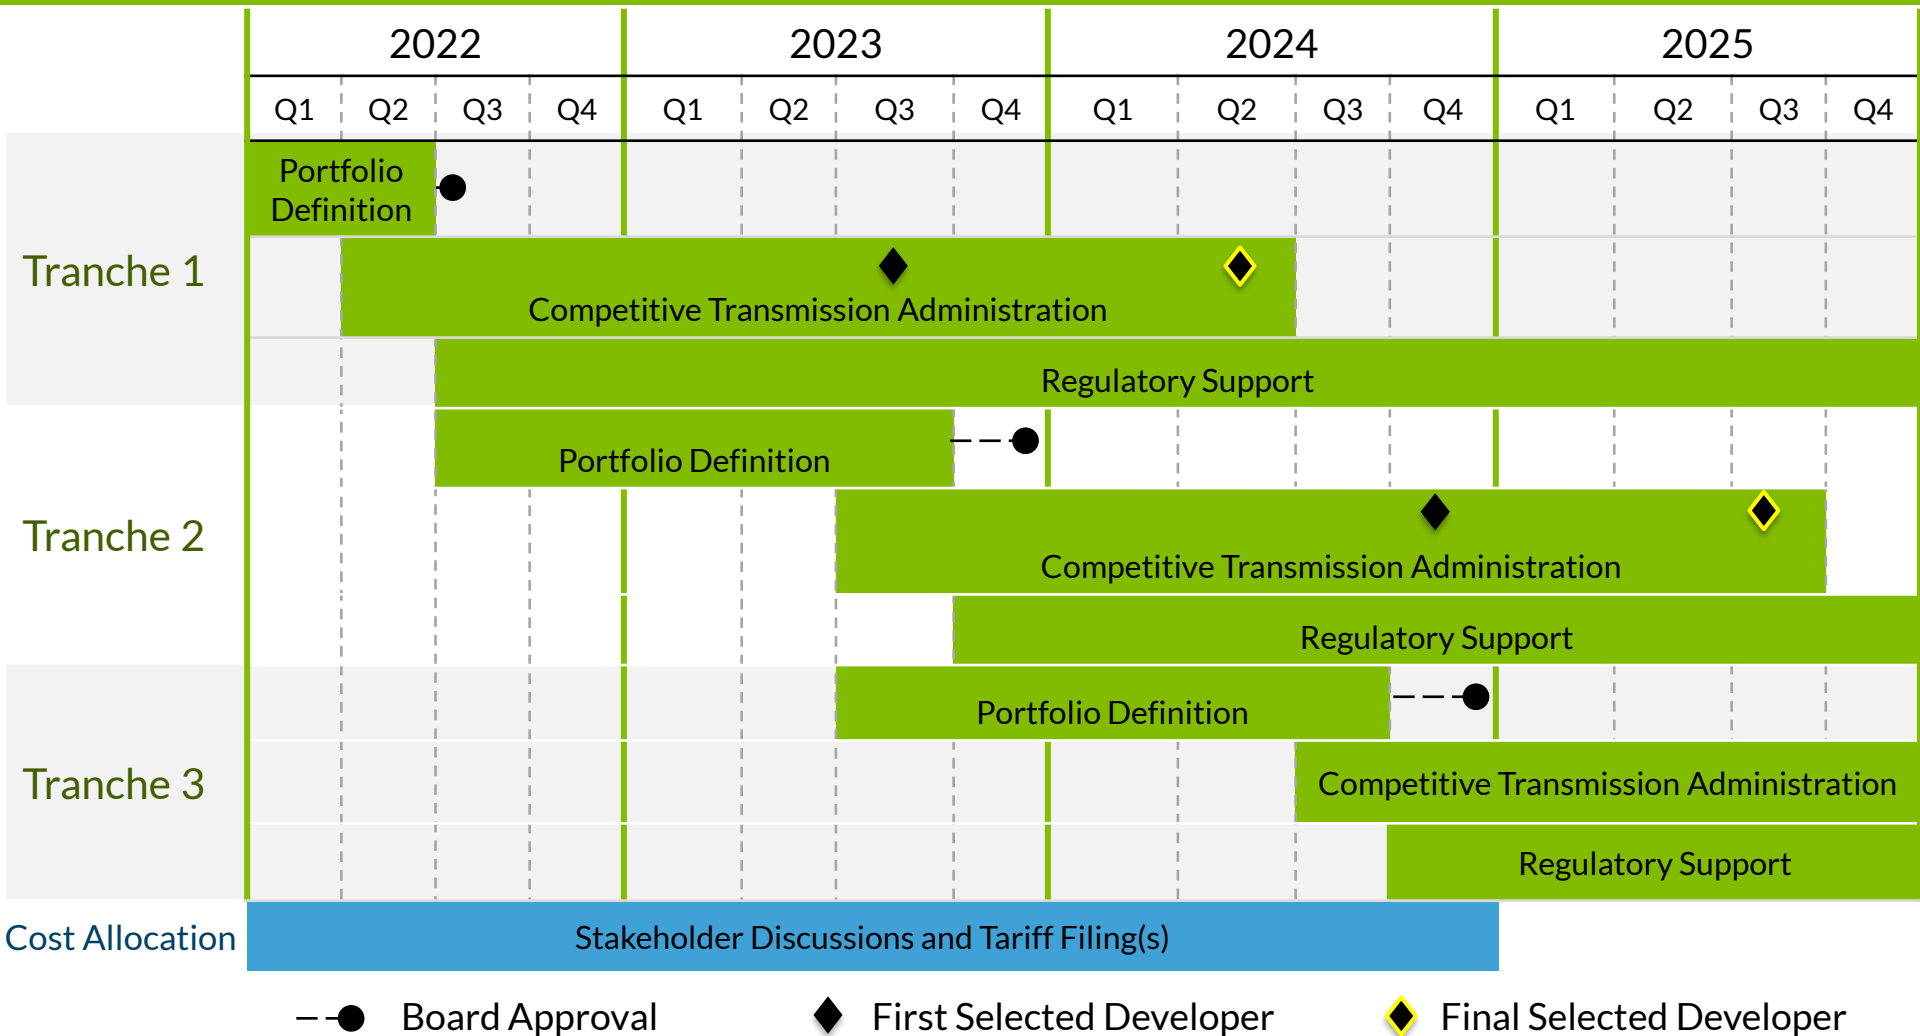 2022 2023 2024 2025
Q1 Q2 Q3 Q4 Q1 Q2 Q3 Q4 Q1 Q2 Q3 Q4 Q1 Q2 Q3 Q4
Tranche 1
Portfolio
Definition
Competitive Transmission Administration
Regulatory Support
Tranche 2
Portfolio Definition
Competitive Transmission Administration
Regulatory Support
Tranche 3
Portfolio Definition
Competitive Transmission Administration
Regulatory Support
Cost Allocation
Stakeholder Discussions and Tariff Filing(s)
Board Approval
First Selected Developer
Final Selected Developer